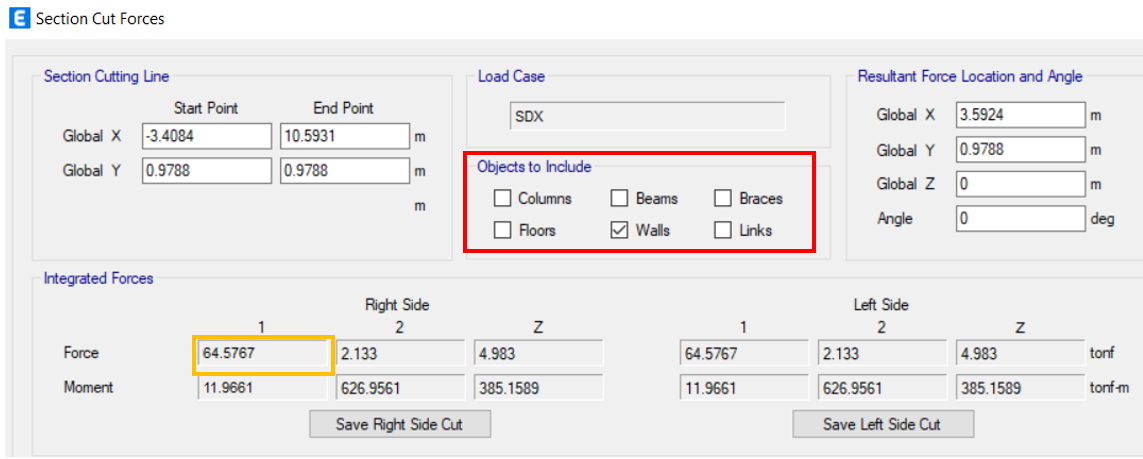 E Section Cut Forces
Section Cutting Line
Start Point End Point
Global X -3.4084 10.5931 m
Global Y 0.9788 0.9788 m
m
Load Case
SDX
Objects to Include
Columns Beams Braces
Floors Walls Links
Resultant Force Location and Angle
Global X 3.5924 m
Global Y 0.9788 m
Global Z 0 m
Angle 0 deg
Integrated Forces
Right Side Left Side
1 2 Z 1 2 Z
Force 64.5767 2.133 4.983 64.5767 2.133 4.983 tonf
Moment 11.9661 626.9561 385.1589 11.9661 626.9561 385.1589 tonf-m
Save Right Side Cut Save Left Side Cut